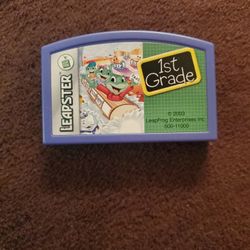 LEAPSTER
1st
Grade
© 2003
LeapFrog Enterprises Inc.
500-11000